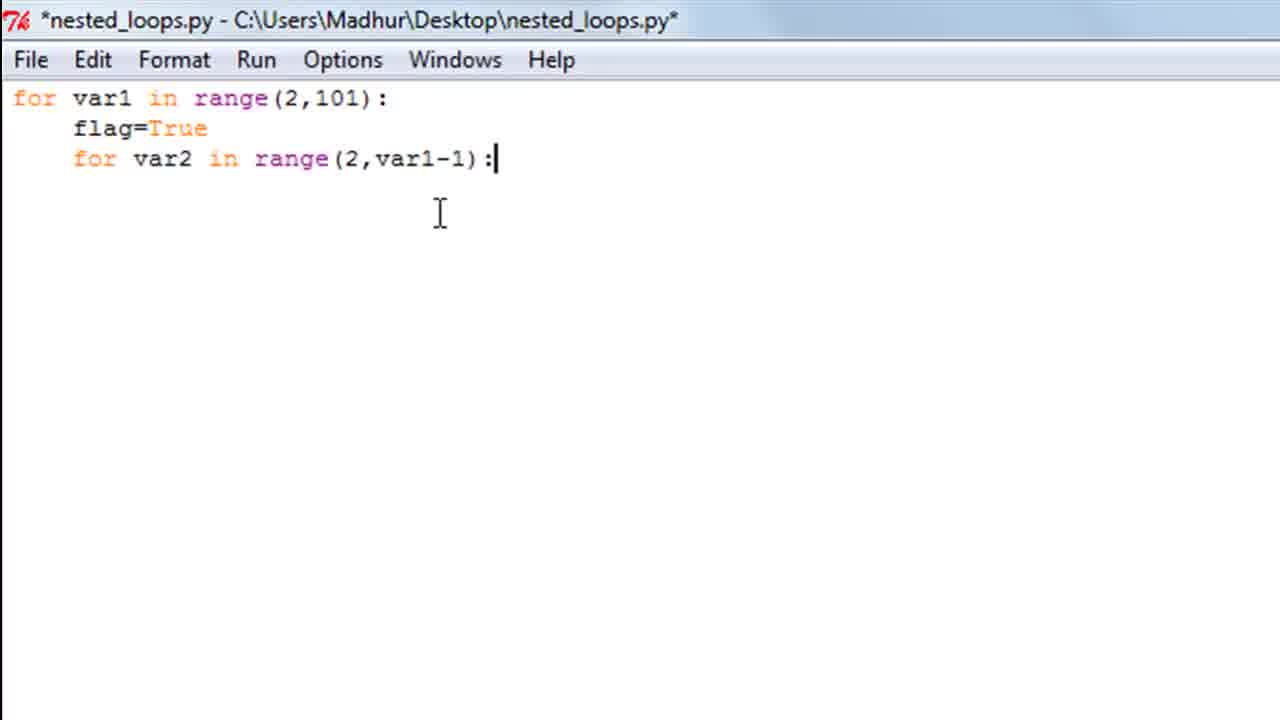 *nested_loops.py - C:\Users\Madhur\Desktop\nested_loops.py*
File Edit Format Run Options Windows Help
for var1 in range(2,101):
    flag=True
    for var2 in range(2,var1-1):